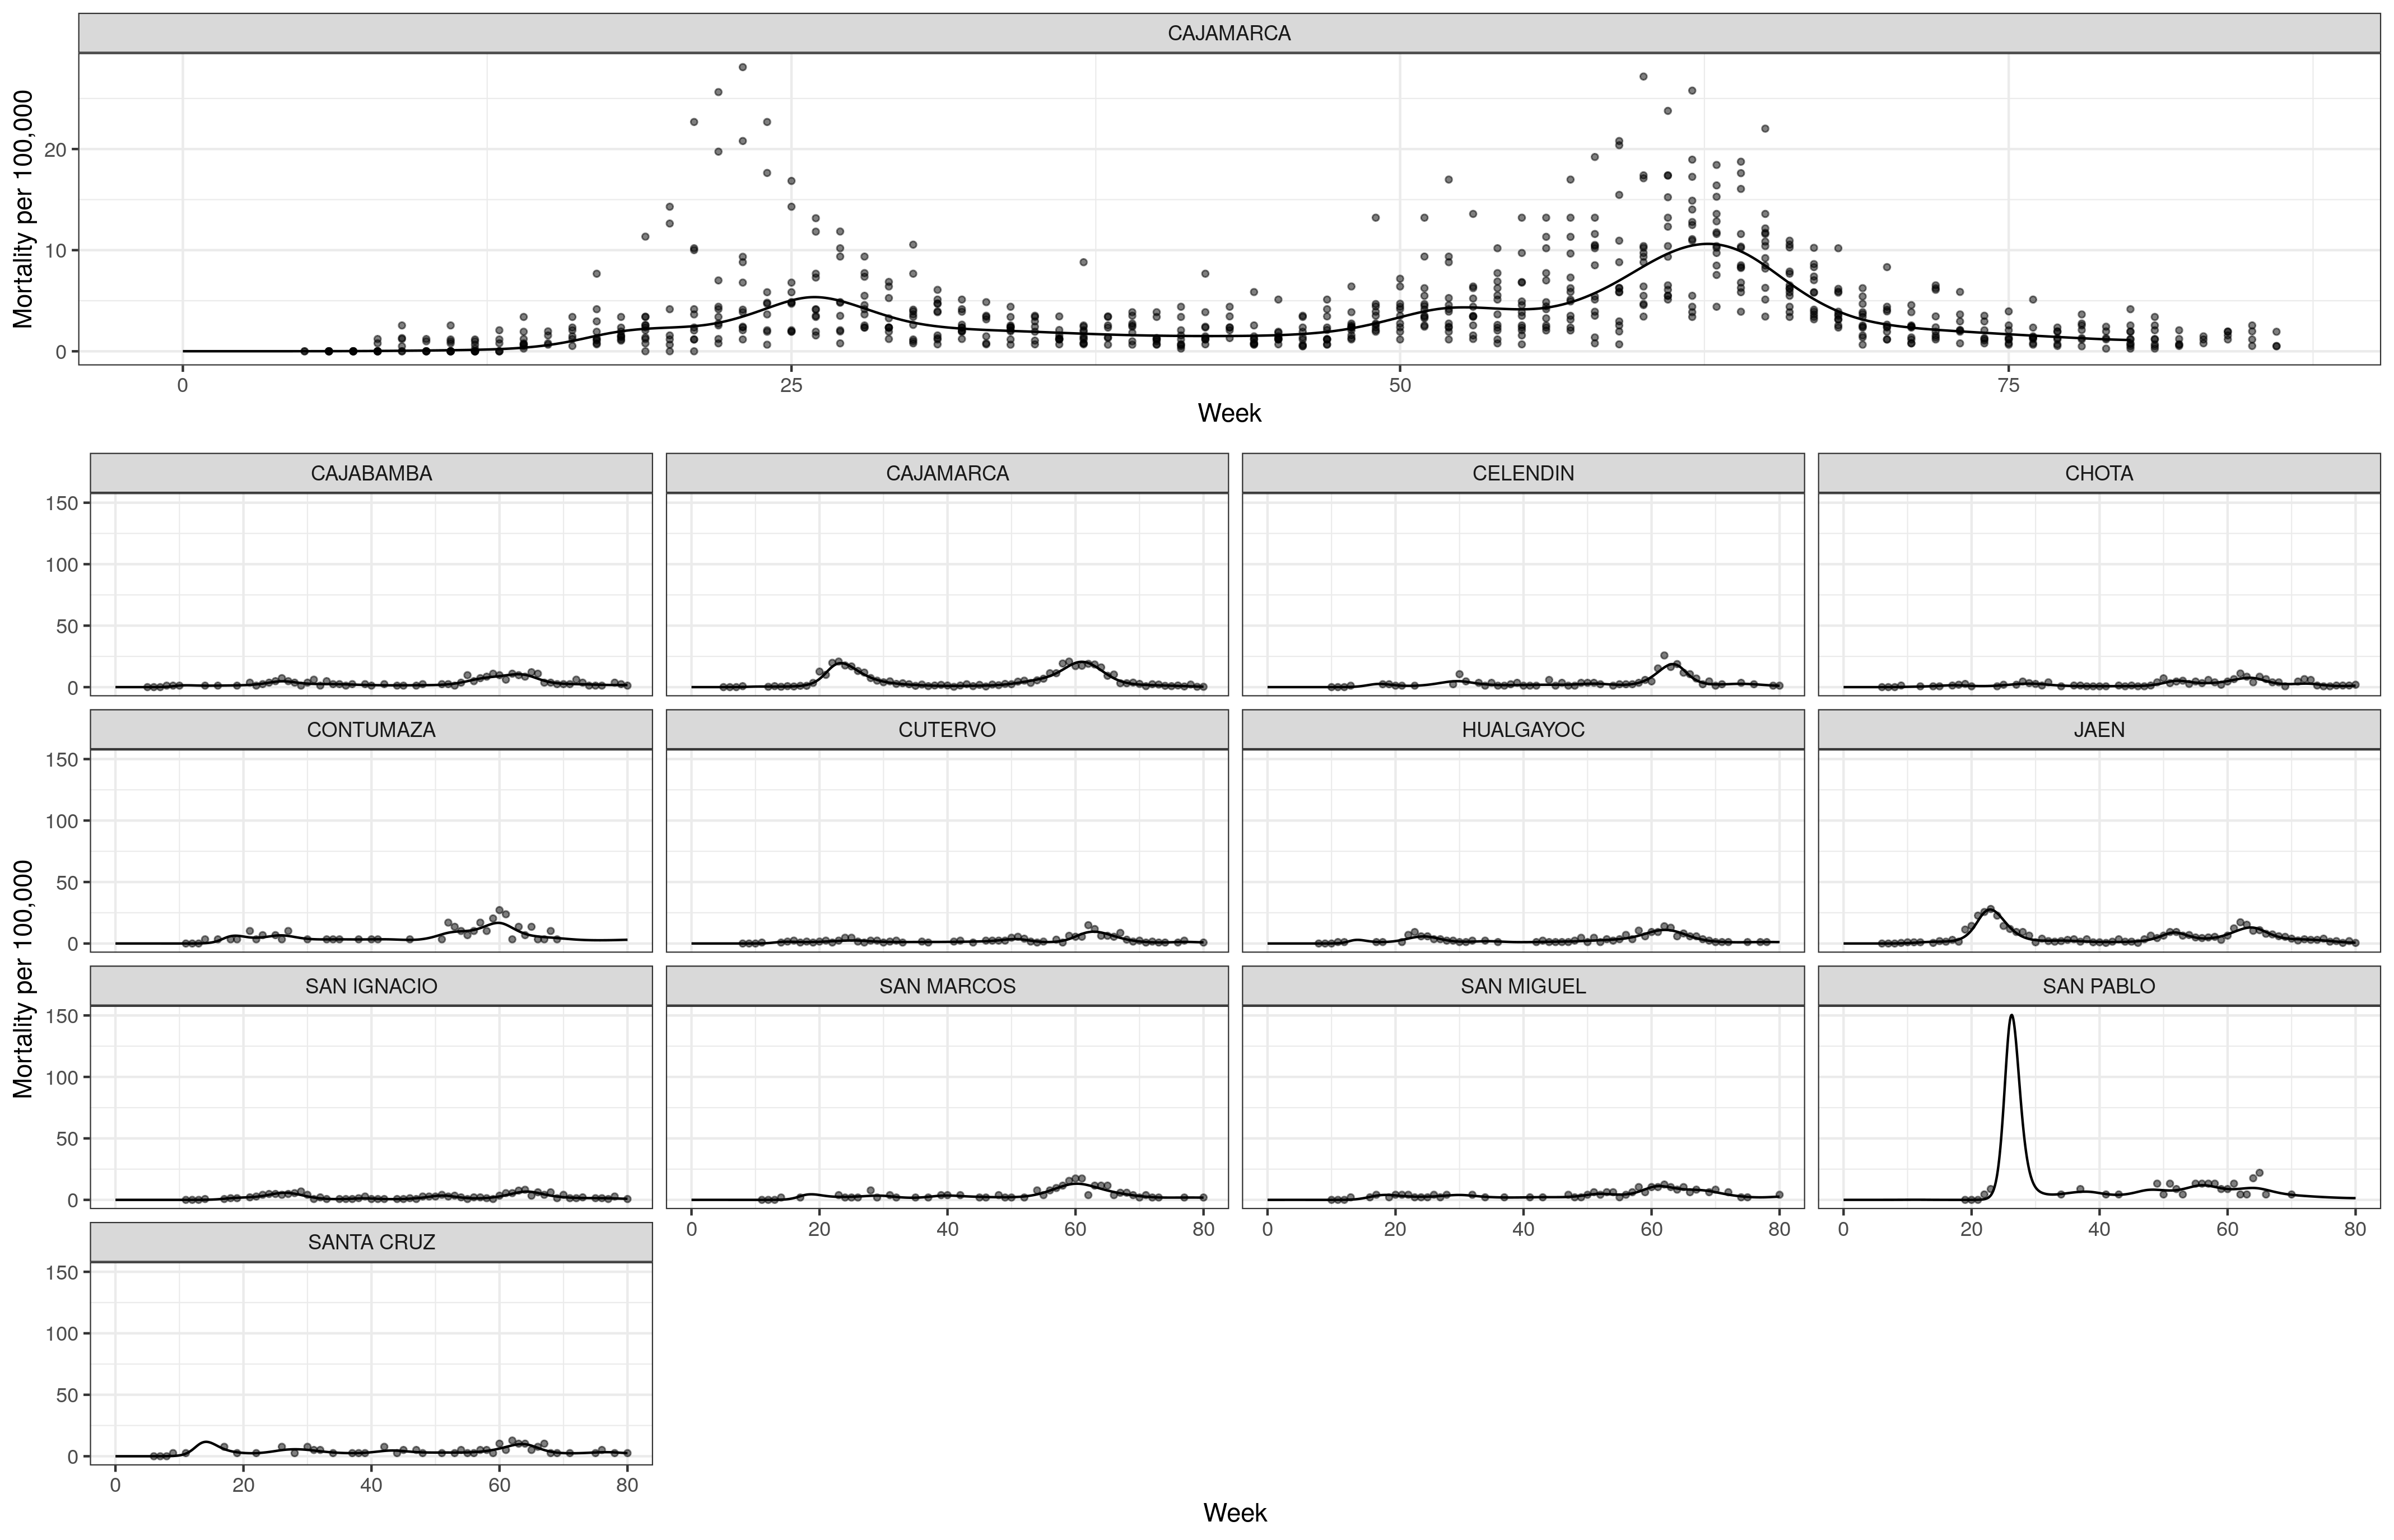 CAJAMARCA
Mortality per 100,000
20
10
0
0 25 50 75
Week
CAJABAMBA CAJAMARCA CELENDIN CHOTA
150
100
50
0
CONTUMAZA CUTERVO HUALGAYOC JAEN
150
100
50
0
Mortality per 100,000
SAN IGNACIO SAN MARCOS SAN MIGUEL SAN PABLO
150
100
50
0
0 20 40 60 80 0 20 40 60 80 0 20 40 60 80
SANTA CRUZ
150
100
50
0
0 20 40 60 80
Week